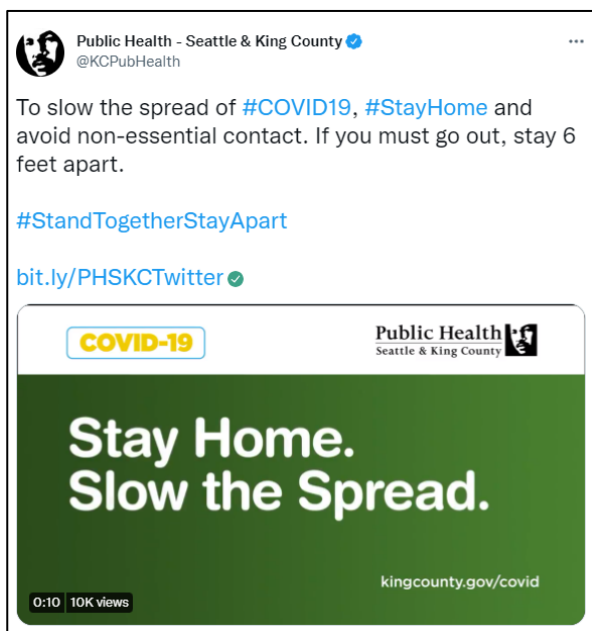 Public Health - Seattle & King County
@KCPubHealth
To slow the spread of #COVID19, #StayHome and
avoid non-essential contact. If you must go out, stay 6
feet apart.
#StandTogetherStayApart
bit.ly/PHSKCTwitter
COVID-19
Public Health
Seattle & King County
Stay Home.
Slow the Spread.
kingcounty.gov/covid
0:10 10K views